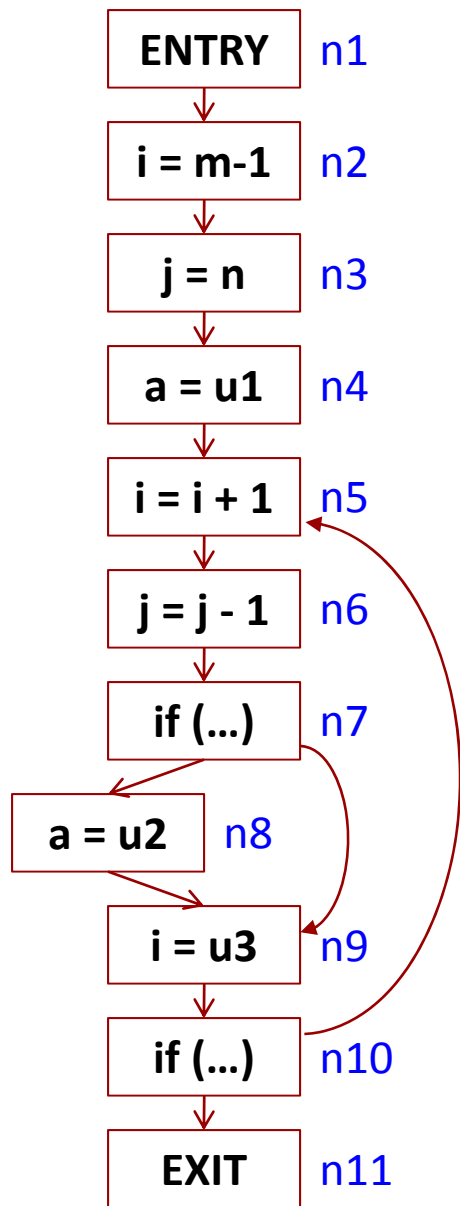 ENTRY n1
i = m-1 n2
j = n n3
a = u1 n4
i = i + 1 n5
j = j - 1 n6
if (...) n7
a = u2 n8
i = u3 n9
if (...) n10
EXIT n11